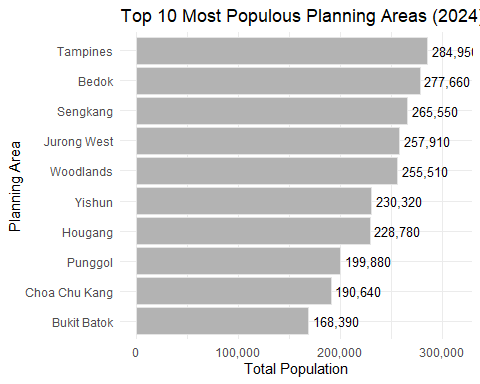 Top 10 Most Populous Planning Areas (2024)
Planning Area
Tampines 284,950
Bedok 277,660
Sengkang 265,550
Jurong West 257,910
Woodlands 255,510
Yishun 230,320
Hougang 228,780
Punggol 199,880
Choa Chu Kang 190,640
Bukit Batok 168,390
0 100,000 200,000 300,000
Total Population